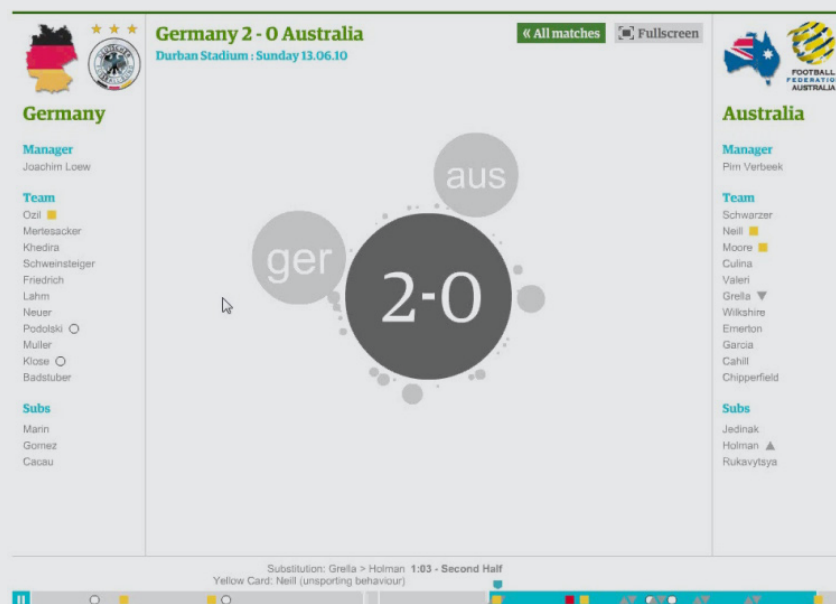 Germany 2 - 0 Australia
Durban Stadium : Sunday 13.06.10
« All matches
Fullscreen
FOOTBALL
FEDERATION
AUSTRALIA
Germany
Manager
Joachim Loew
Team
Ozil
Mertesacker
Khedira
Schweinsteiger
Friedrich
Lahm
Neuer
Podolski
Muller
Klose
Badstuber
Subs
Marin
Gomez
Cacau
aus
ger
2-0
Australia
Manager
Pim Verbeek
Team
Schwarzer
Neill
Moore
Culina
Valeri
Grella
Wilkshire
Emerton
Garcia
Cahill
Chipperfield
Subs
Jedinak
Holman
Rukavytsya
Substitution: Grella > Holman 1:03 - Second Half
Yellow Card: Neill (unsporting behaviour)